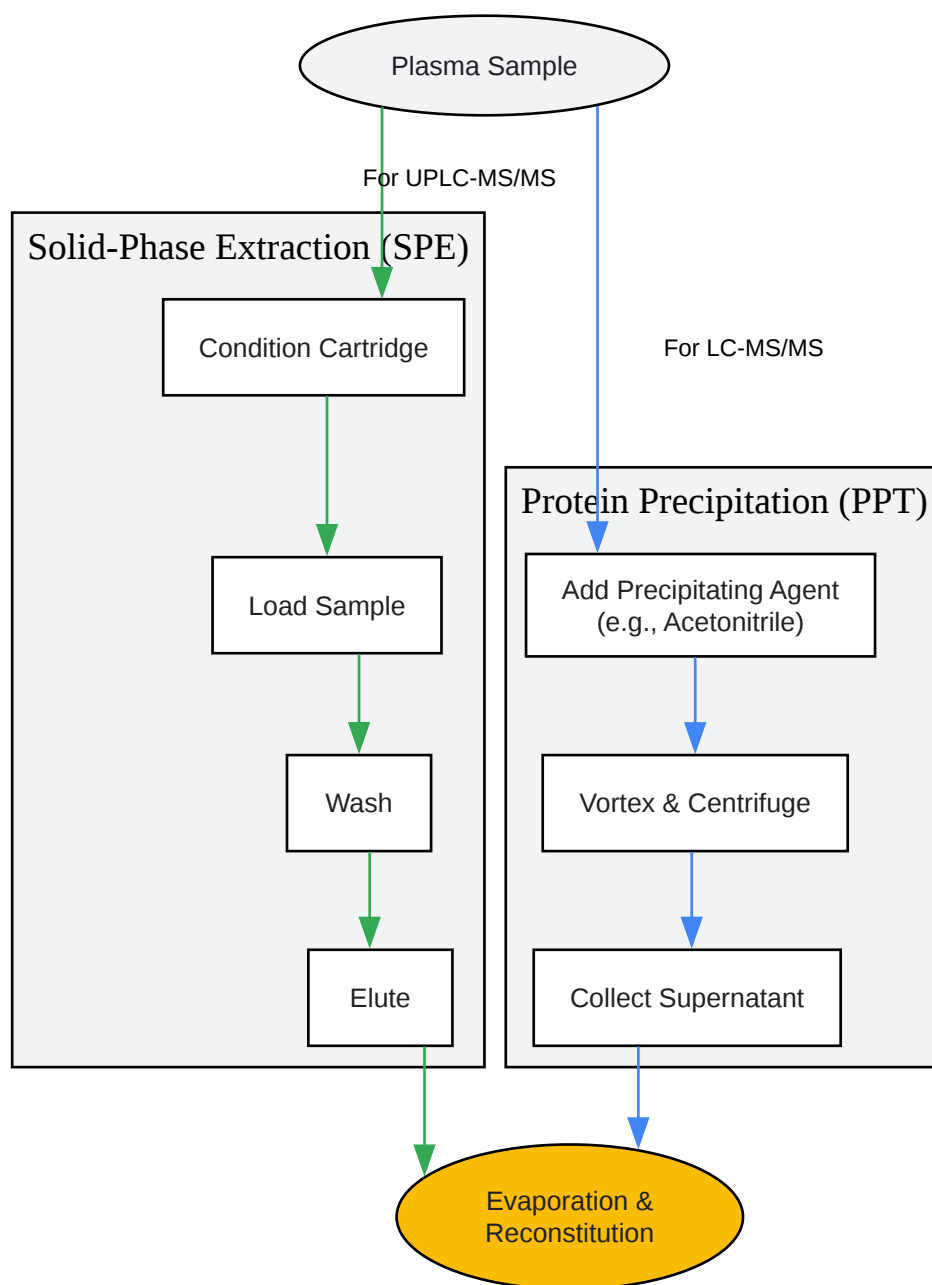 Plasma Sample
For UPLC-MS/MS
Solid-Phase Extraction (SPE)
Condition Cartridge
Load Sample
Wash
Elute
For LC-MS/MS
Protein Precipitation (PPT)
Add Precipitating Agent
(e.g., Acetonitrile)
Vortex & Centrifuge
Collect Supernatant
Evaporation &
Reconstitution